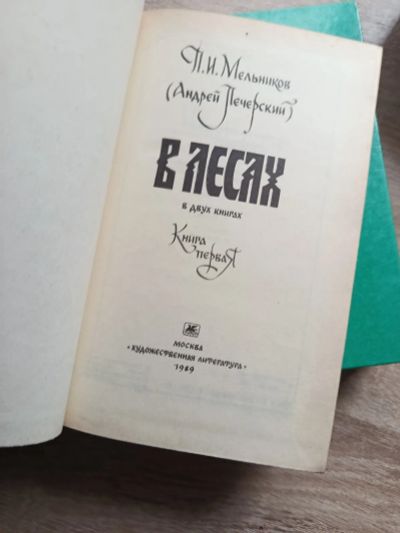 П. И. Мельников
(Андрей Печерский)
В ЛЕСАХ
в двух книгах
Книга
первая
МОСКВА
«ХУДОЖЕСТВЕННАЯ ЛИТЕРАТУРА»
1989